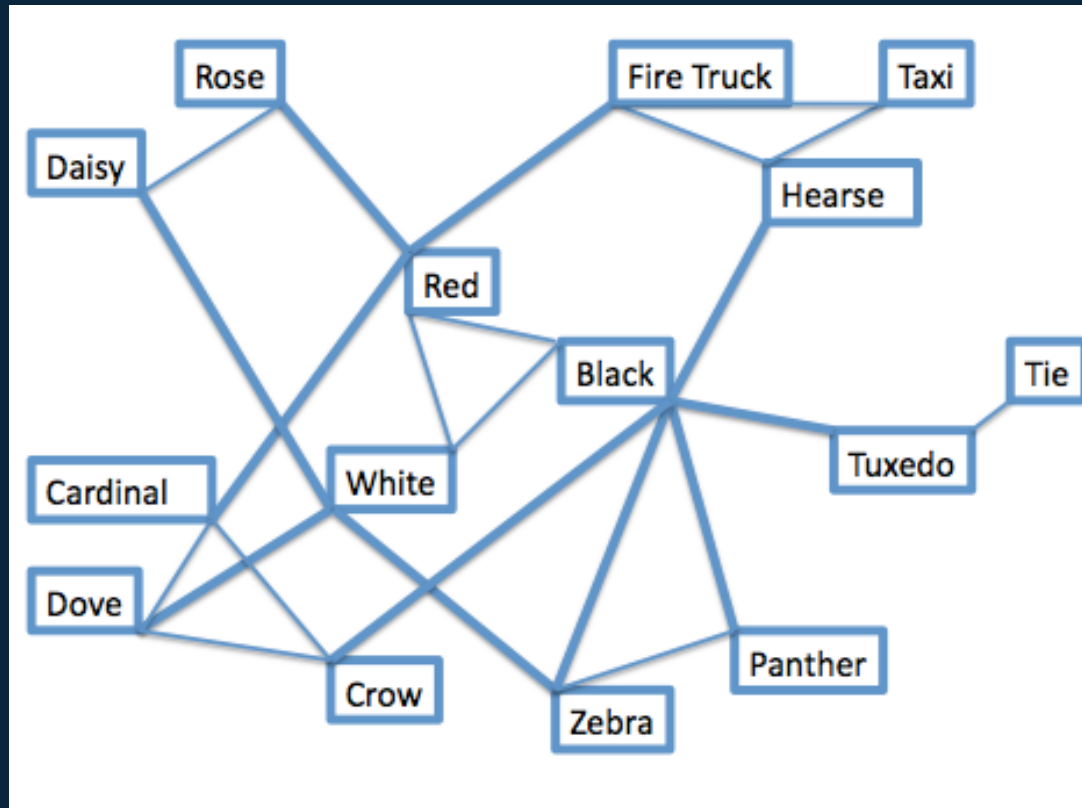 Rose
Fire Truck
Taxi
Daisy
Hearse
Red
Black
Tie
Tuxedo
White
Cardinal
Dove
Crow
Panther
Zebra